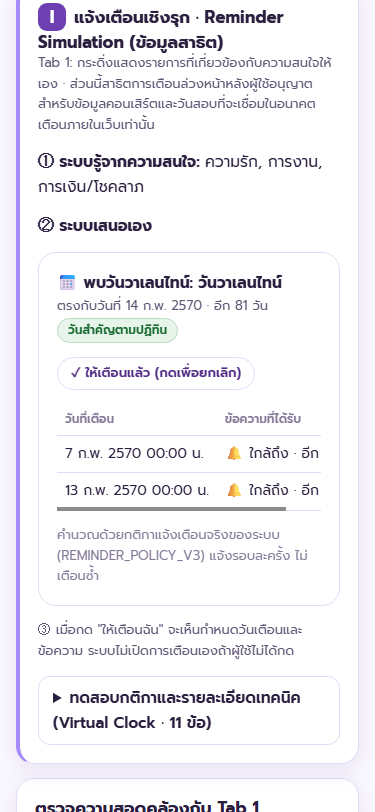 I แจ้งเตือนเชิงรุก · Reminder
Simulation (ข้อมูลสาธิต)
Tab 1: กระดิ่งแสดงรายการที่เกี่ยวข้องกับความสนใจให้
เอง · ส่วนนี้สาธิตการเตือนล่วงหน้าหลังผู้ใช้อนุญาต
สำหรับข้อมูลคอนเสิร์ตและวันสอบที่จะเชื่อมในอนาคต
เตือนภายในเว็บเท่านั้น
① ระบบรู้จากความสนใจ: ความรัก, การงาน,
การเงิน/โชคลาภ
② ระบบเสนอเอง
พบวันวาเลนไทน์: วันวาเลนไทน์
ตรงกับวันที่ 14 ก.พ. 2570 · อีก 81 วัน
วันสำคัญตามปฏิทิน
✓ ให้เตือนแล้ว (กดเพื่อยกเลิก)
วันที่เตือน ข้อความที่ได้รับ
7 ก.พ. 2570 00:00 น. 🔔 ใกล้ถึง · อีก
13 ก.พ. 2570 00:00 น. 🔔 ใกล้ถึง · อีก
คำนวณด้วยกติกาแจ้งเตือนจริงของระบบ
(REMINDER_POLICY_V3) แจ้งรอบละครั้ง ไม่
เตือนซ้ำ
③ เมื่อกด "ให้เตือนฉัน" จะเห็นกำหนดวันเตือนและ
ข้อความ ระบบไม่เปิดการเตือนเองถ้าผู้ใช้ไม่ได้กด
▶ ทดสอบกติกาและรายละเอียดเทคนิค
(Virtual Clock · 11 ข้อ)
ตรวจความสอดคล้องกับ Tab 1